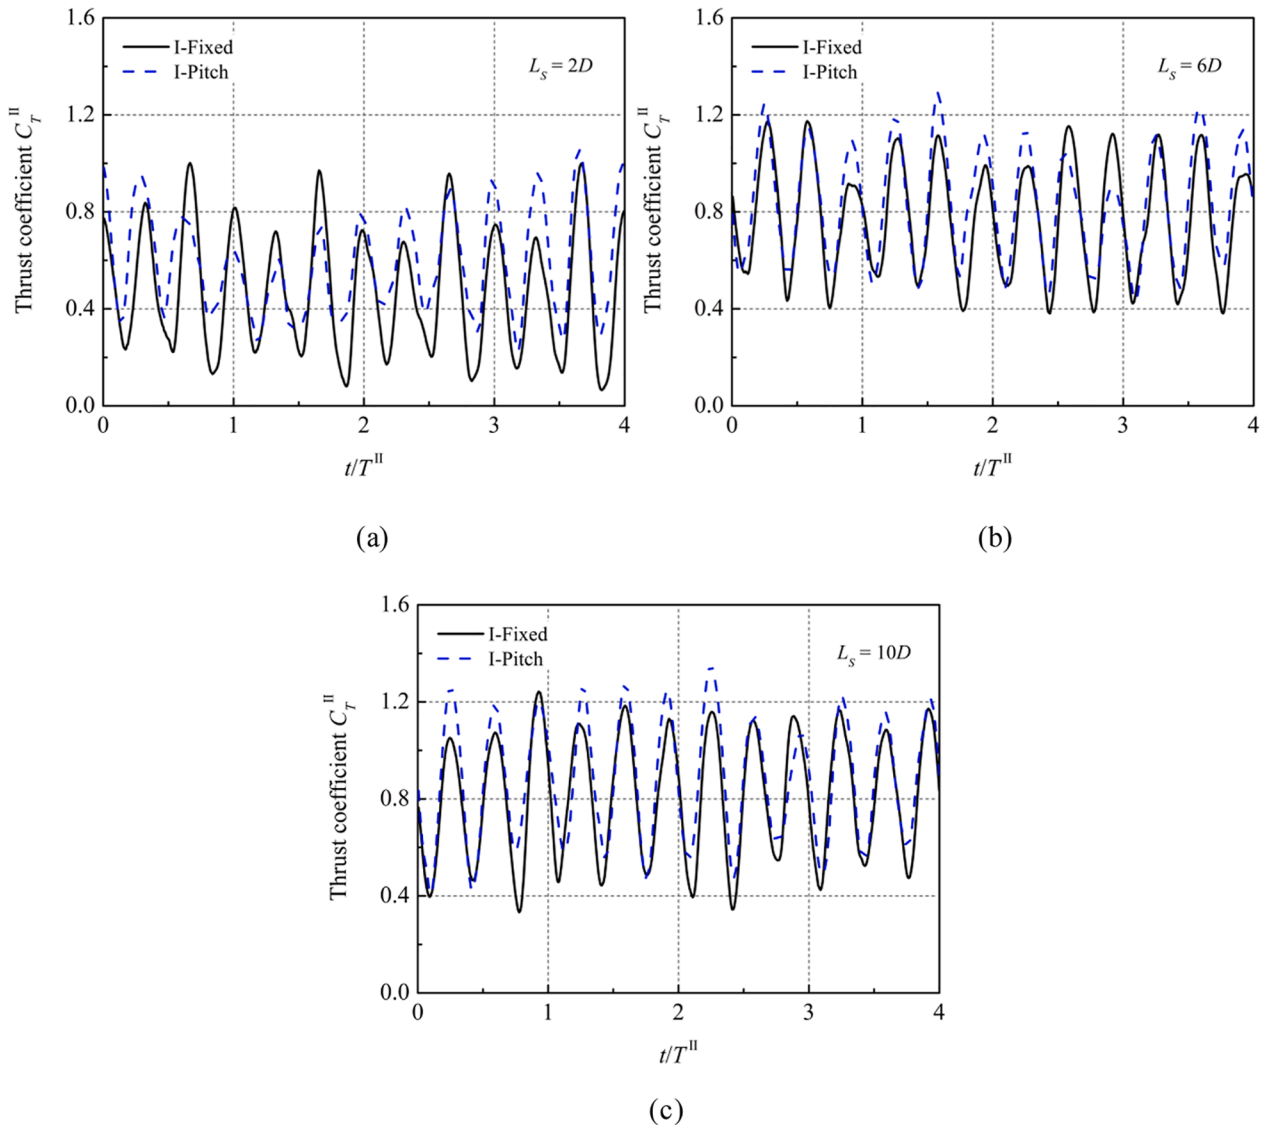 1.6
1.2
0.8
0.4
0.0
Thrust coefficient C_T^II
I-Fixed
I-Pitch
L_S = 2D
0 1 2 3 4
t/T^II
(a)
1.6
1.2
0.8
0.4
0.0
Thrust coefficient C_T^II
I-Fixed
I-Pitch
L_S = 6D
0 1 2 3 4
t/T^II
(b)
1.6
1.2
0.8
0.4
0.0
Thrust coefficient C_T^II
I-Fixed
I-Pitch
L_S = 10D
0 1 2 3 4
t/T^II
(c)